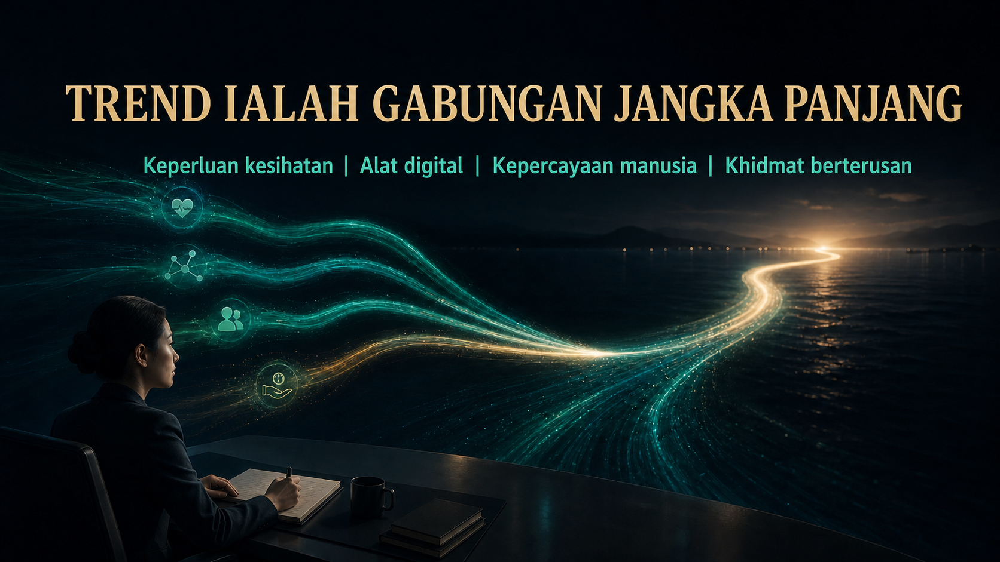 TREND IALAH GABUNGAN JANGKA PANJANG
Keperluan kesihatan | Alat digital | Kepercayaan manusia | Khidmat berterusan